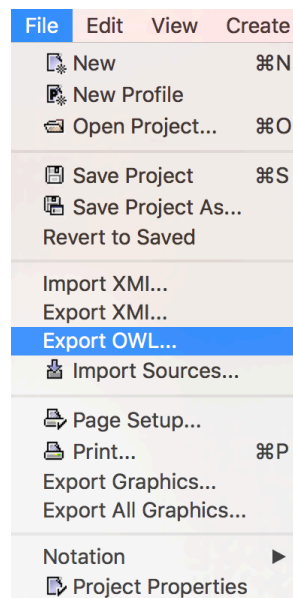 File Edit View Create
New ⌘N
New Profile
Open Project... ⌘O
Save Project ⌘S
Save Project As...
Revert to Saved
Import XMI...
Export XMI...
Export OWL...
Import Sources...
Page Setup...
Print... ⌘P
Export Graphics...
Export All Graphics...
Notation ▶
Project Properties